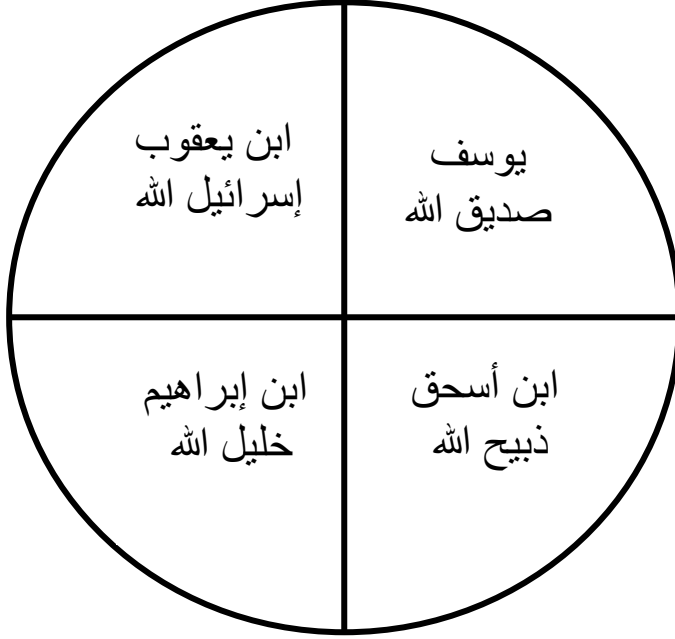 يوسف
صديق الله
ابن يعقوب
إسرائيل الله
ابن أسحق
ذبيح الله
ابن إبراهيم
خليل الله